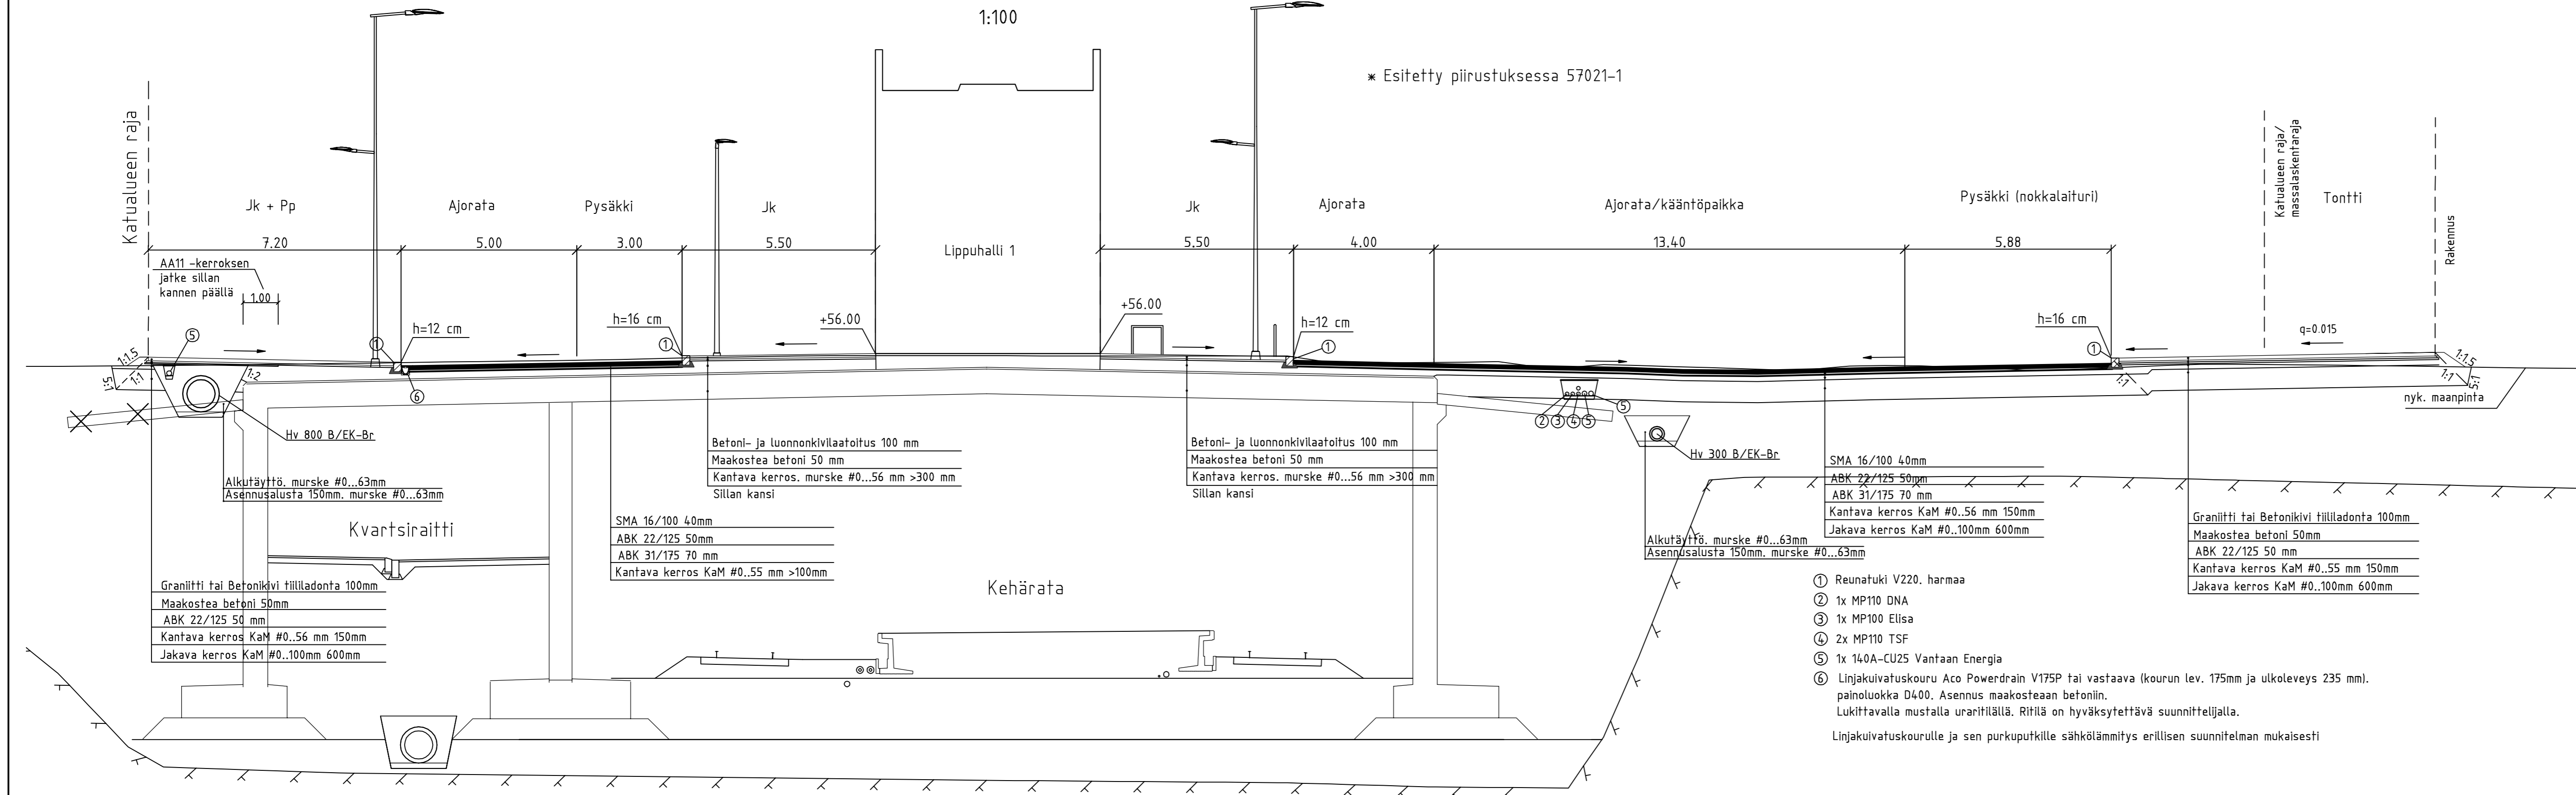 1:100
* Esitetty piirustuksessa 57021-1
Katualueen raja
Jk + Pp
Ajorata
Pysäkki
Jk
Lippuhalli 1
Jk
Ajorata
Ajorata/kääntöpaikka
Pysäkki (nokkalaituri)
Katualueen raja/
massalaskentaraja
Tontti
Rakennus
7.20
5.00
3.00
5.50
5.50
4.00
13.40
5.88
AA11 -kerroksen
jatke sillan
kannen päällä
1.00
h=12 cm
h=16 cm
+56.00
+56.00
h=12 cm
h=16 cm
q=0.015
5
1
1
1
1
6
1:1.5
1:1
5:1
1:2
1:1
1:1.5
1:1
5:1
nyk. maanpinta
2 3 4 5
5
Hv 800 B/EK-Br
Hv 300 B/EK-Br
Alkutäyttö. murske #0...63mm
Asennusalusta 150mm. murske #0...63mm
Betoni- ja luonnonkivilaatoitus 100 mm
Maakostea betoni 50 mm
Kantava kerros. murske #0...56 mm >300 mm
Sillan kansi
Betoni- ja luonnonkivilaatoitus 100 mm
Maakostea betoni 50 mm
Kantava kerros. murske #0...56 mm >300 mm
Sillan kansi
SMA 16/100 40mm
ABK 22/125 50mm
ABK 31/175 70 mm
Kantava kerros KaM #0..56 mm 150mm
Jakava kerros KaM #0..100mm 600mm
Kvartsiraitti
SMA 16/100 40mm
ABK 22/125 50mm
ABK 31/175 70 mm
Kantava kerros KaM #0..55 mm >100mm
Alkutäyttö. murske #0...63mm
Asennusalusta 150mm. murske #0...63mm
Graniitti tai Betonikivi tiililadonta 100mm
Maakostea betoni 50mm
ABK 22/125 50 mm
Kantava kerros KaM #0..55 mm 150mm
Jakava kerros KaM #0..100mm 600mm
Graniitti tai Betonikivi tiililadonta 100mm
Maakostea betoni 50mm
ABK 22/125 50 mm
Kantava kerros KaM #0..56 mm 150mm
Jakava kerros KaM #0..100mm 600mm
Kehärata
1 Reunatuki V220. harmaa
2 1x MP110 DNA
3 1x MP100 Elisa
4 2x MP110 TSF
5 1x 140A-CU25 Vantaan Energia
6 Linjakuivatuskouru Aco Powerdrain V175P tai vastaava (kourun lev. 175mm ja ulkoleveys 235 mm).
painoluokka D400. Asennus maakosteaan betoniin.
Lukittavalla mustalla uraritilällä. Ritilä on hyväksytettävä suunnittelijalla.
Linjakuivatuskourulle ja sen purkuputkille sähkölämmitys erillisen suunnitelman mukaisesti